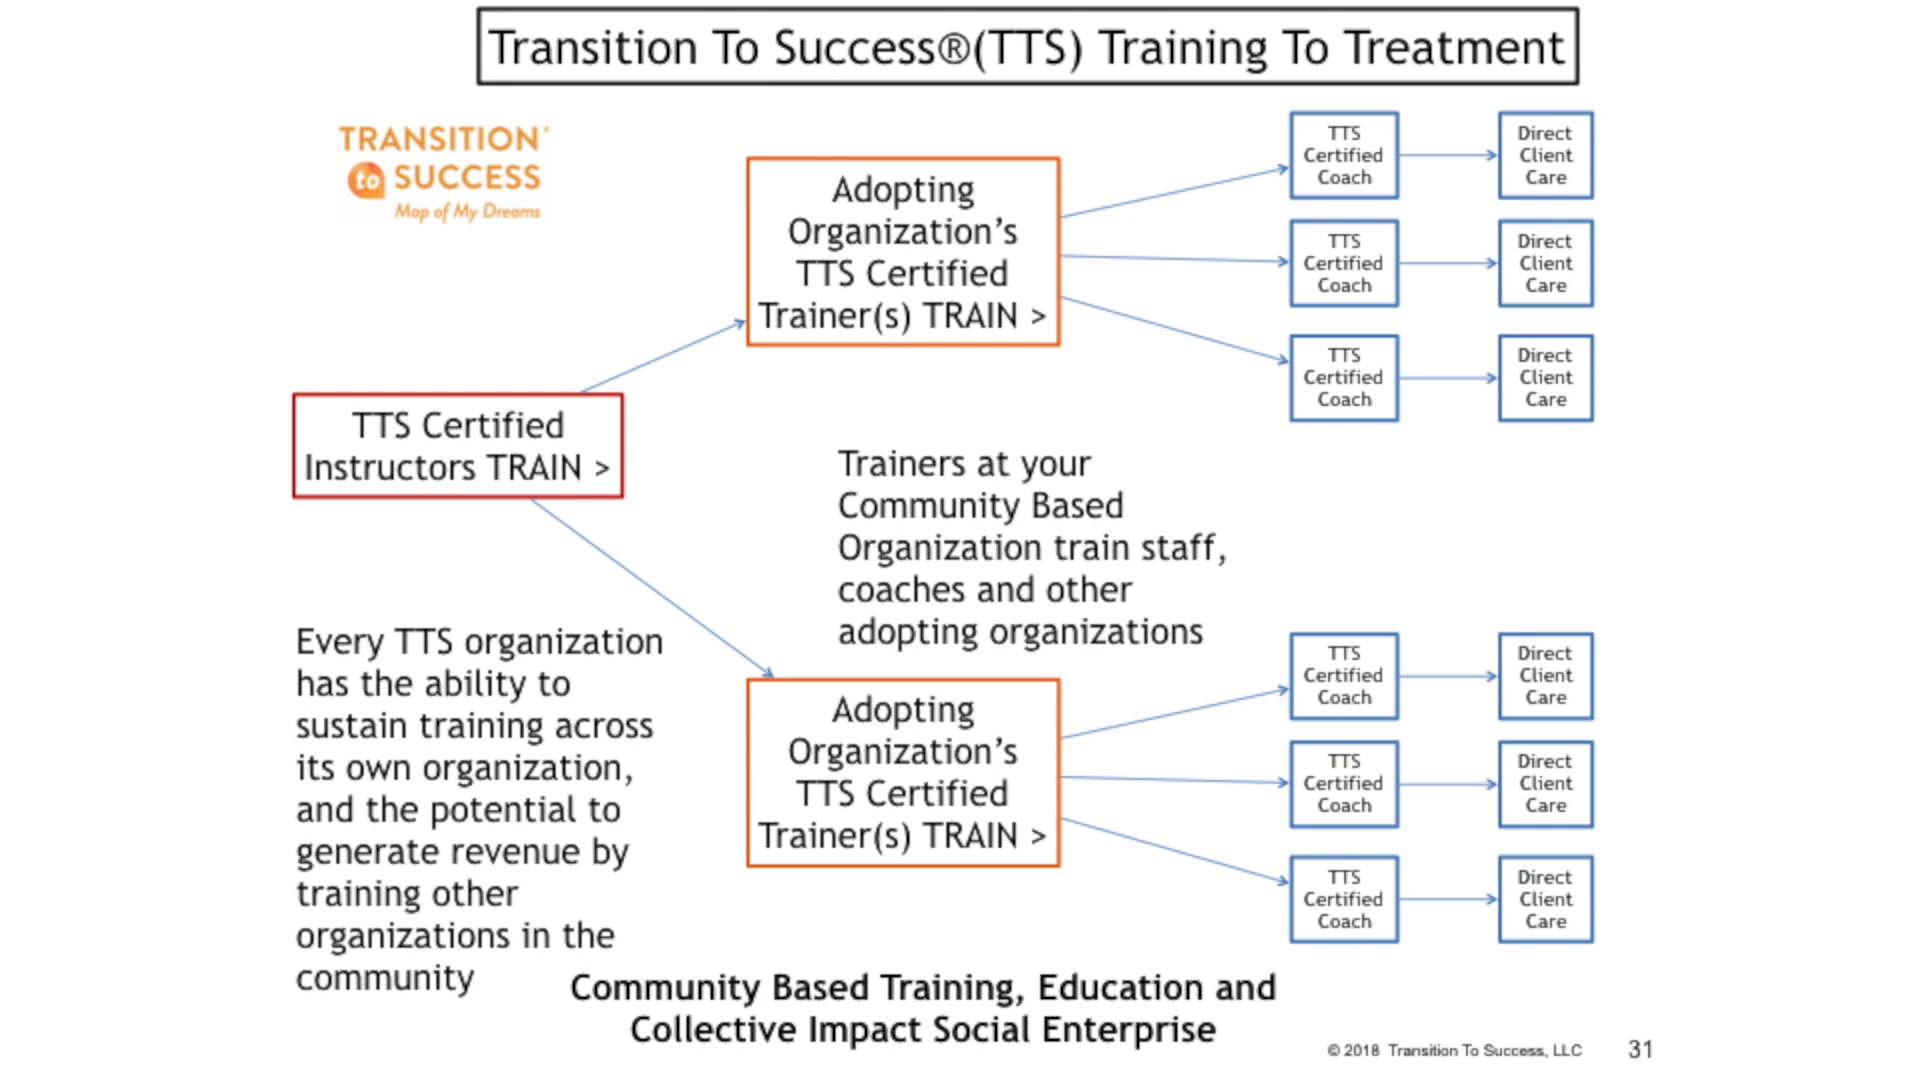 Transition To Success®(TTS) Training To Treatment
TRANSITION®
to SUCCESS
Map of My Dreams
Adopting
Organization’s
TTS Certified
Trainer(s) TRAIN >
TTS
Certified
Coach
Direct
Client
Care
TTS
Certified
Coach
Direct
Client
Care
TTS
Certified
Coach
Direct
Client
Care
TTS Certified
Instructors TRAIN >
Trainers at your
Community Based
Organization train staff,
coaches and other
adopting organizations
Every TTS organization
has the ability to
sustain training across
its own organization,
and the potential to
generate revenue by
training other
organizations in the
community
Adopting
Organization’s
TTS Certified
Trainer(s) TRAIN >
TTS
Certified
Coach
Direct
Client
Care
TTS
Certified
Coach
Direct
Client
Care
TTS
Certified
Coach
Direct
Client
Care
Community Based Training, Education and
Collective Impact Social Enterprise
© 2018 Transition To Success, LLC
31